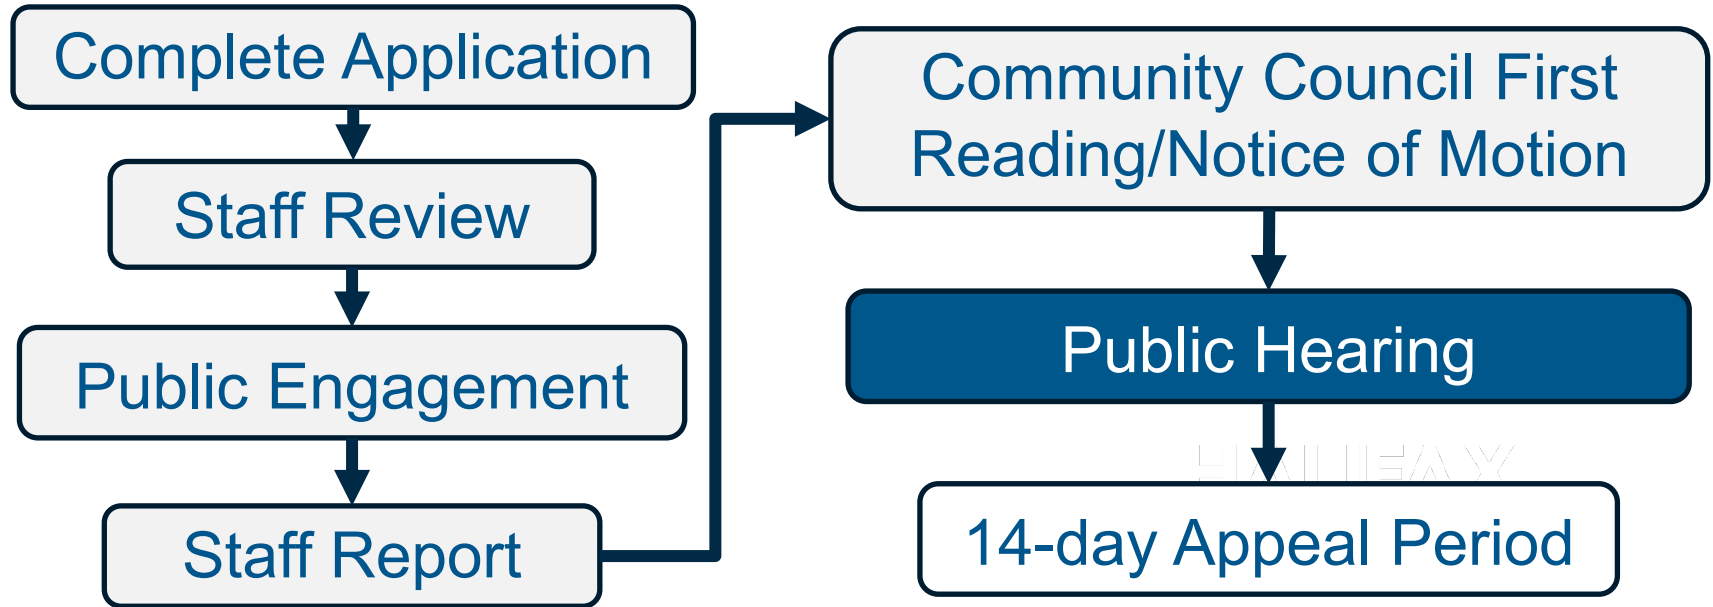 Complete Application
Staff Review
Public Engagement
Staff Report
Community Council First
Reading/Notice of Motion
Public Hearing
HALIFAX
14-day Appeal Period